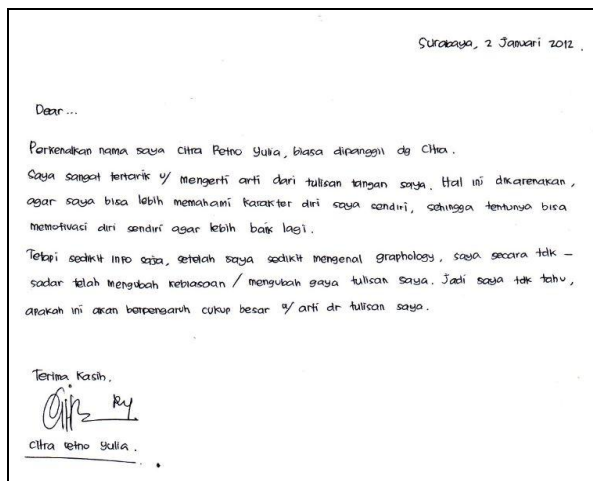 Surabaya, 2 Januari 2012.
Dear ...
Perkenalkan nama saya Citra Retno Yulia, biasa dipanggil dg Citra.
Saya sangat tertarik u/ mengerti arti dari tulisan tangan saya. Hal ini dikarenakan,
agar saya bisa lebih memahami karakter diri saya sendiri, sehingga tentunya bisa
memotivasi diri sendiri agar lebih baik lagi.
Tetapi sedikit info saja, setelah saya sedikit mengenal graphology, saya secara tdk –
sadar telah mengubah kebiasaan / mengubah gaya tulisan saya. Jadi saya tdk tahu,
apakah ini akan berpengaruh cukup besar u/ arti dr tulisan saya.
Terima Kasih,
Citra Retno Yulia.